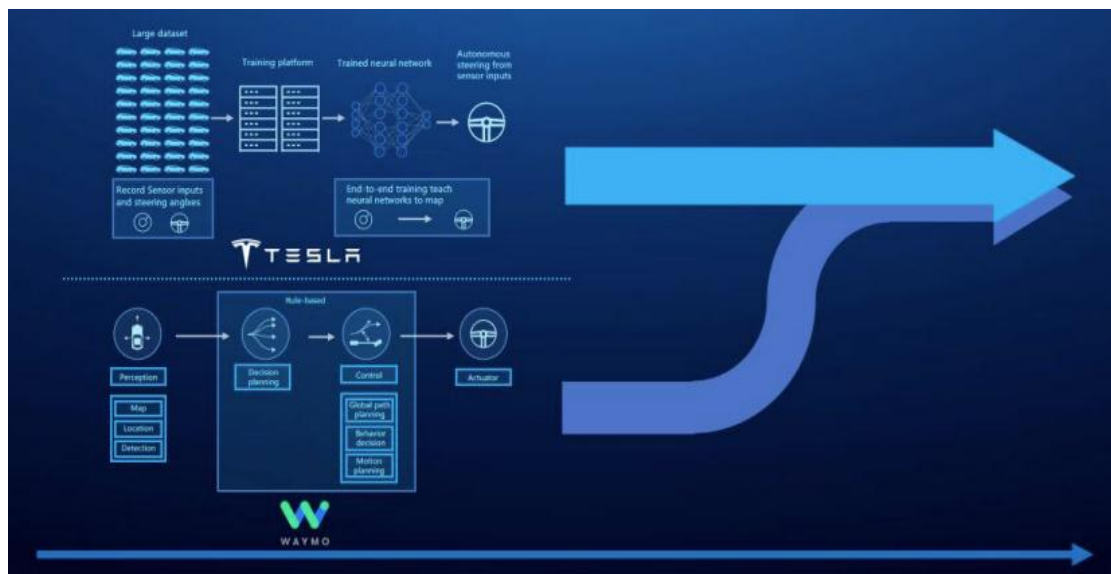 Large dataset
Training platform
Trained neural network
Autonomous
steering from
sensor inputs
Record Sensor inputs
and steering anglxes
End-to-end training teach
neural networks to map
TESLA
Rule-based
Perception
Decision
planning
Control
Actuator
Map
Location
Detection
Global path
planning
Behavior
decision
Motion
planning
WAYMO